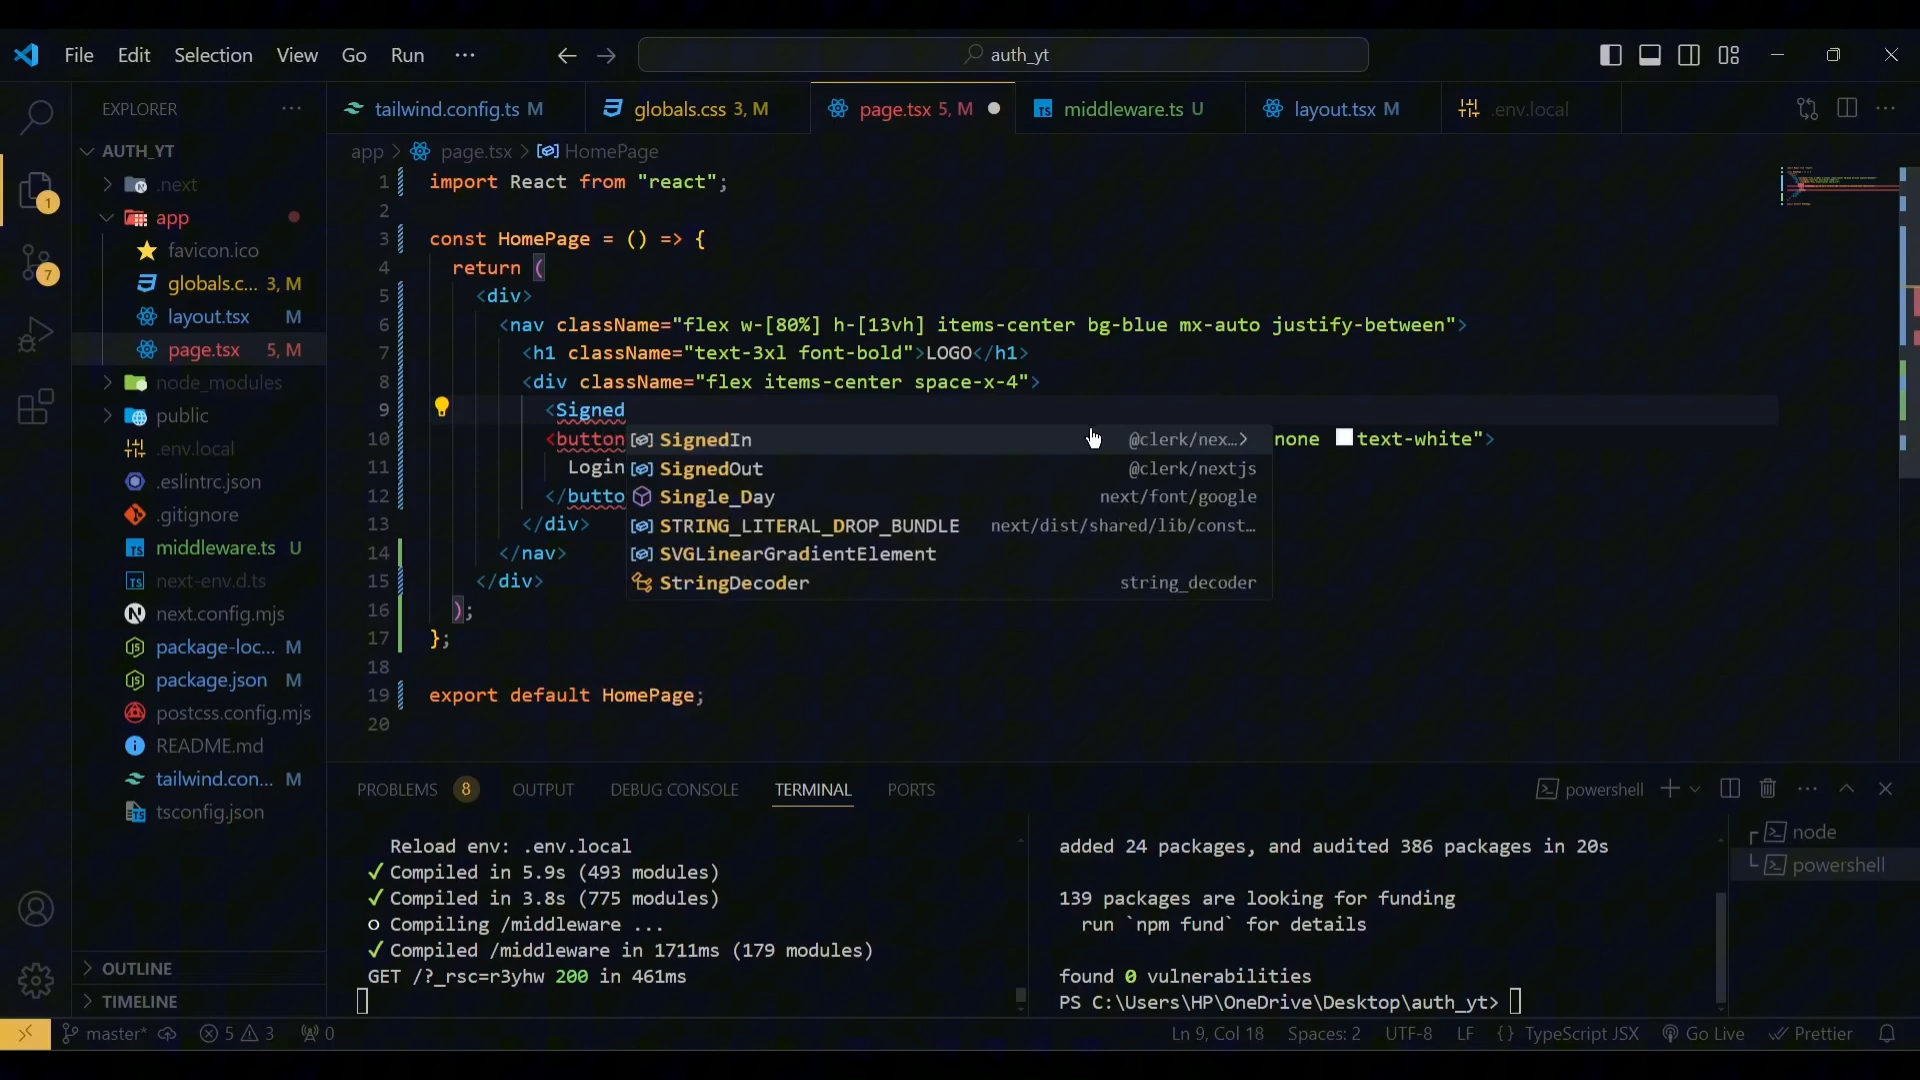 File Edit Selection View Go Run ··· auth_yt
EXPLORER ···
tailwind.config.ts M globals.css 3, M page.tsx 5, M middleware.ts U layout.tsx M .env.local
app > page.tsx > HomePage
AUTH_YT
.next
app
favicon.ico
globals.c... 3, M
layout.tsx M
page.tsx 5, M
node_modules
public
.env.local
.eslintrc.json
.gitignore
middleware.ts U
next-env.d.ts
next.config.mjs
package-loc... M
package.json M
postcss.config.mjs
README.md
tailwind.con... M
tsconfig.json
OUTLINE
TIMELINE
1
7
1 import React from "react";
2
3 const HomePage = () => {
4 return (
5 <div>
6 <nav className="flex w-[80%] h-[13vh] items-center bg-blue mx-auto justify-between">
7 <h1 className="text-3xl font-bold">LOGO</h1>
8 <div className="flex items-center space-x-4">
9 <Signed
10 <button none text-white">
11 Login
12 </butto
13 </div>
14 </nav>
15 </div>
16 );
17 };
18
19 export default HomePage;
20
SignedIn @clerk/nex...>
SignedOut @clerk/nextjs
Single_Day next/font/google
STRING_LITERAL_DROP_BUNDLE next/dist/shared/lib/const...
SVGLinearGradientElement
StringDecoder string_decoder
PROBLEMS 8 OUTPUT DEBUG CONSOLE TERMINAL PORTS powershell
Reload env: .env.local
✓ Compiled in 5.9s (493 modules)
✓ Compiled in 3.8s (775 modules)
○ Compiling /middleware ...
✓ Compiled /middleware in 1711ms (179 modules)
GET /?_rsc=r3yhw 200 in 461ms
added 24 packages, and audited 386 packages in 20s
139 packages are looking for funding
run `npm fund` for details
found 0 vulnerabilities
PS C:\Users\HP\OneDrive\Desktop\auth_yt>
node
powershell
master* 5 3 0 Ln 9, Col 18 Spaces: 2 UTF-8 LF {} TypeScript JSX Go Live Prettier